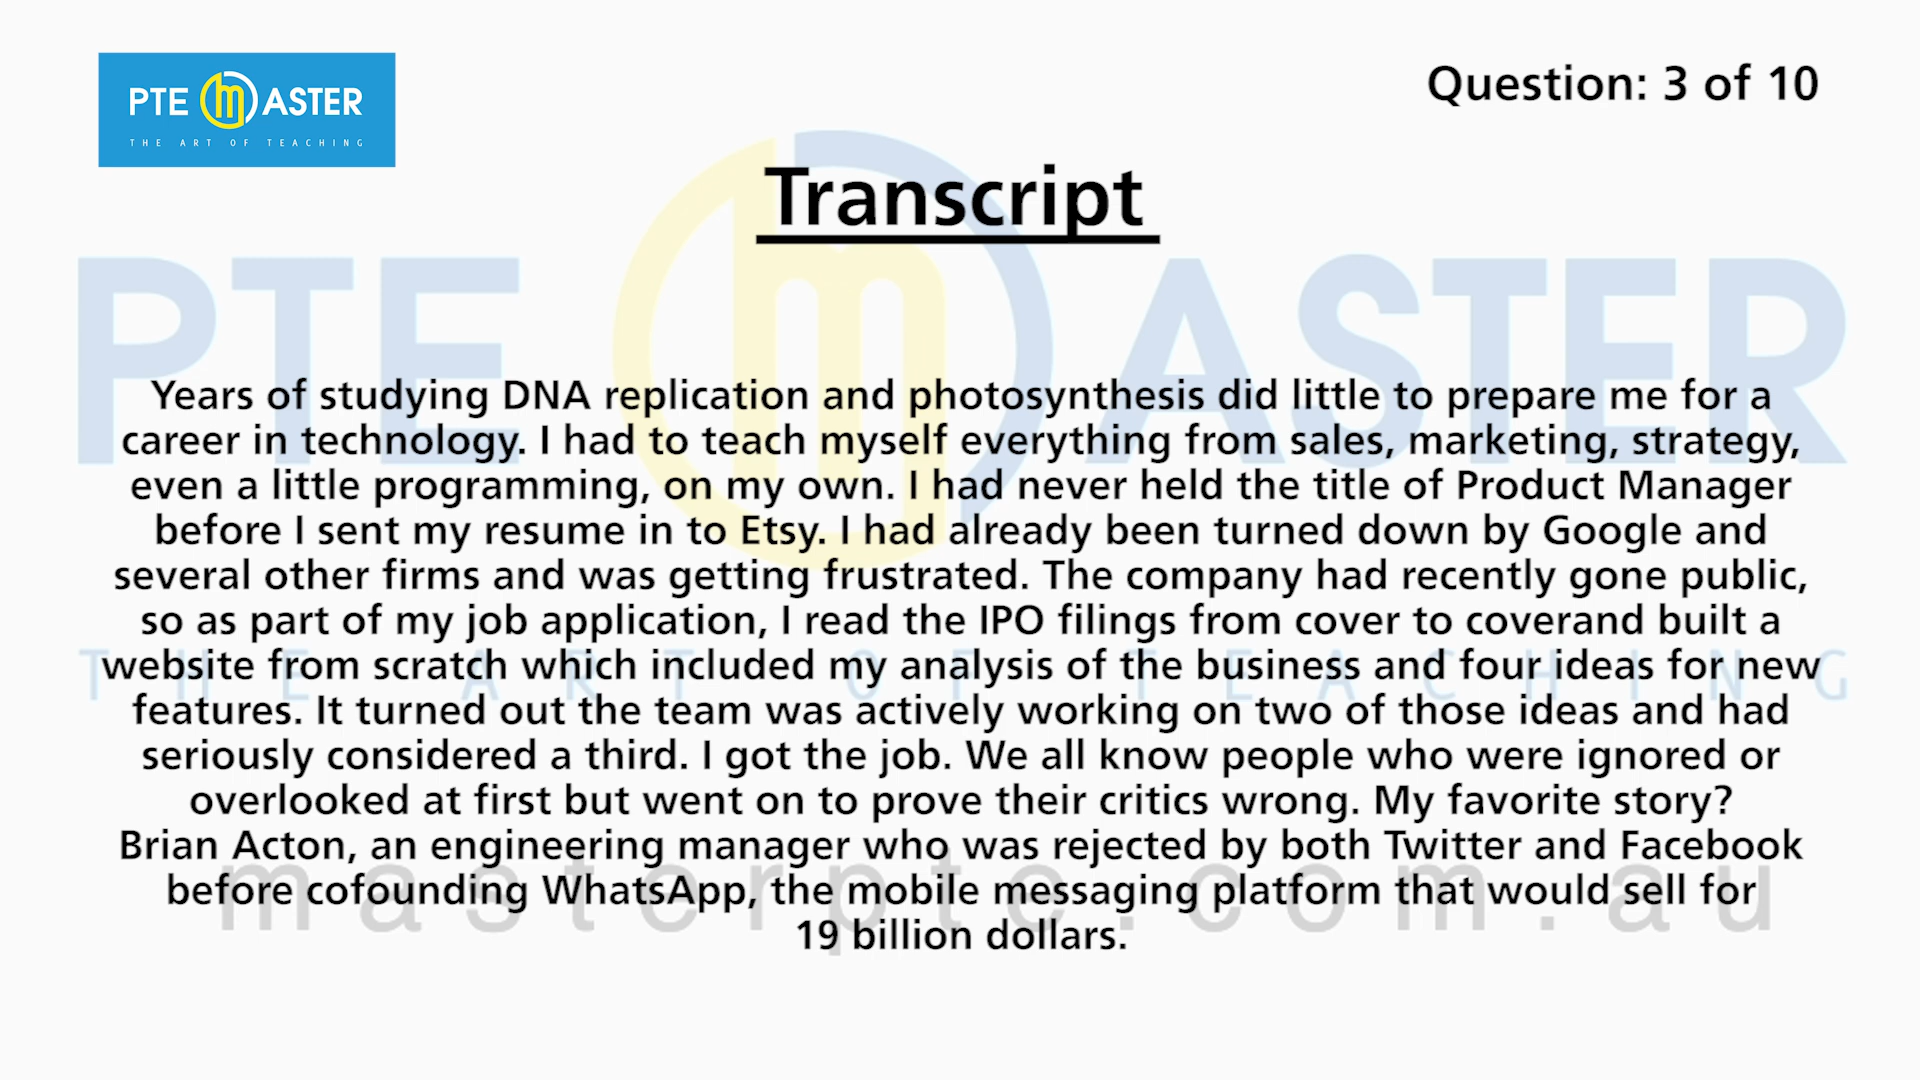 PTE MASTER
THE ART OF TEACHING
Question: 3 of 10
Transcript
Years of studying DNA replication and photosynthesis did little to prepare me for a
career in technology. I had to teach myself everything from sales, marketing, strategy,
even a little programming, on my own. I had never held the title of Product Manager
before I sent my resume in to Etsy. I had already been turned down by Google and
several other firms and was getting frustrated. The company had recently gone public,
so as part of my job application, I read the IPO filings from cover to coverand built a
website from scratch which included my analysis of the business and four ideas for new
features. It turned out the team was actively working on two of those ideas and had
seriously considered a third. I got the job. We all know people who were ignored or
overlooked at first but went on to prove their critics wrong. My favorite story?
Brian Acton, an engineering manager who was rejected by both Twitter and Facebook
before cofounding WhatsApp, the mobile messaging platform that would sell for
19 billion dollars.
PTE MASTER
THE ART OF TEACHING
masterpte.com.au